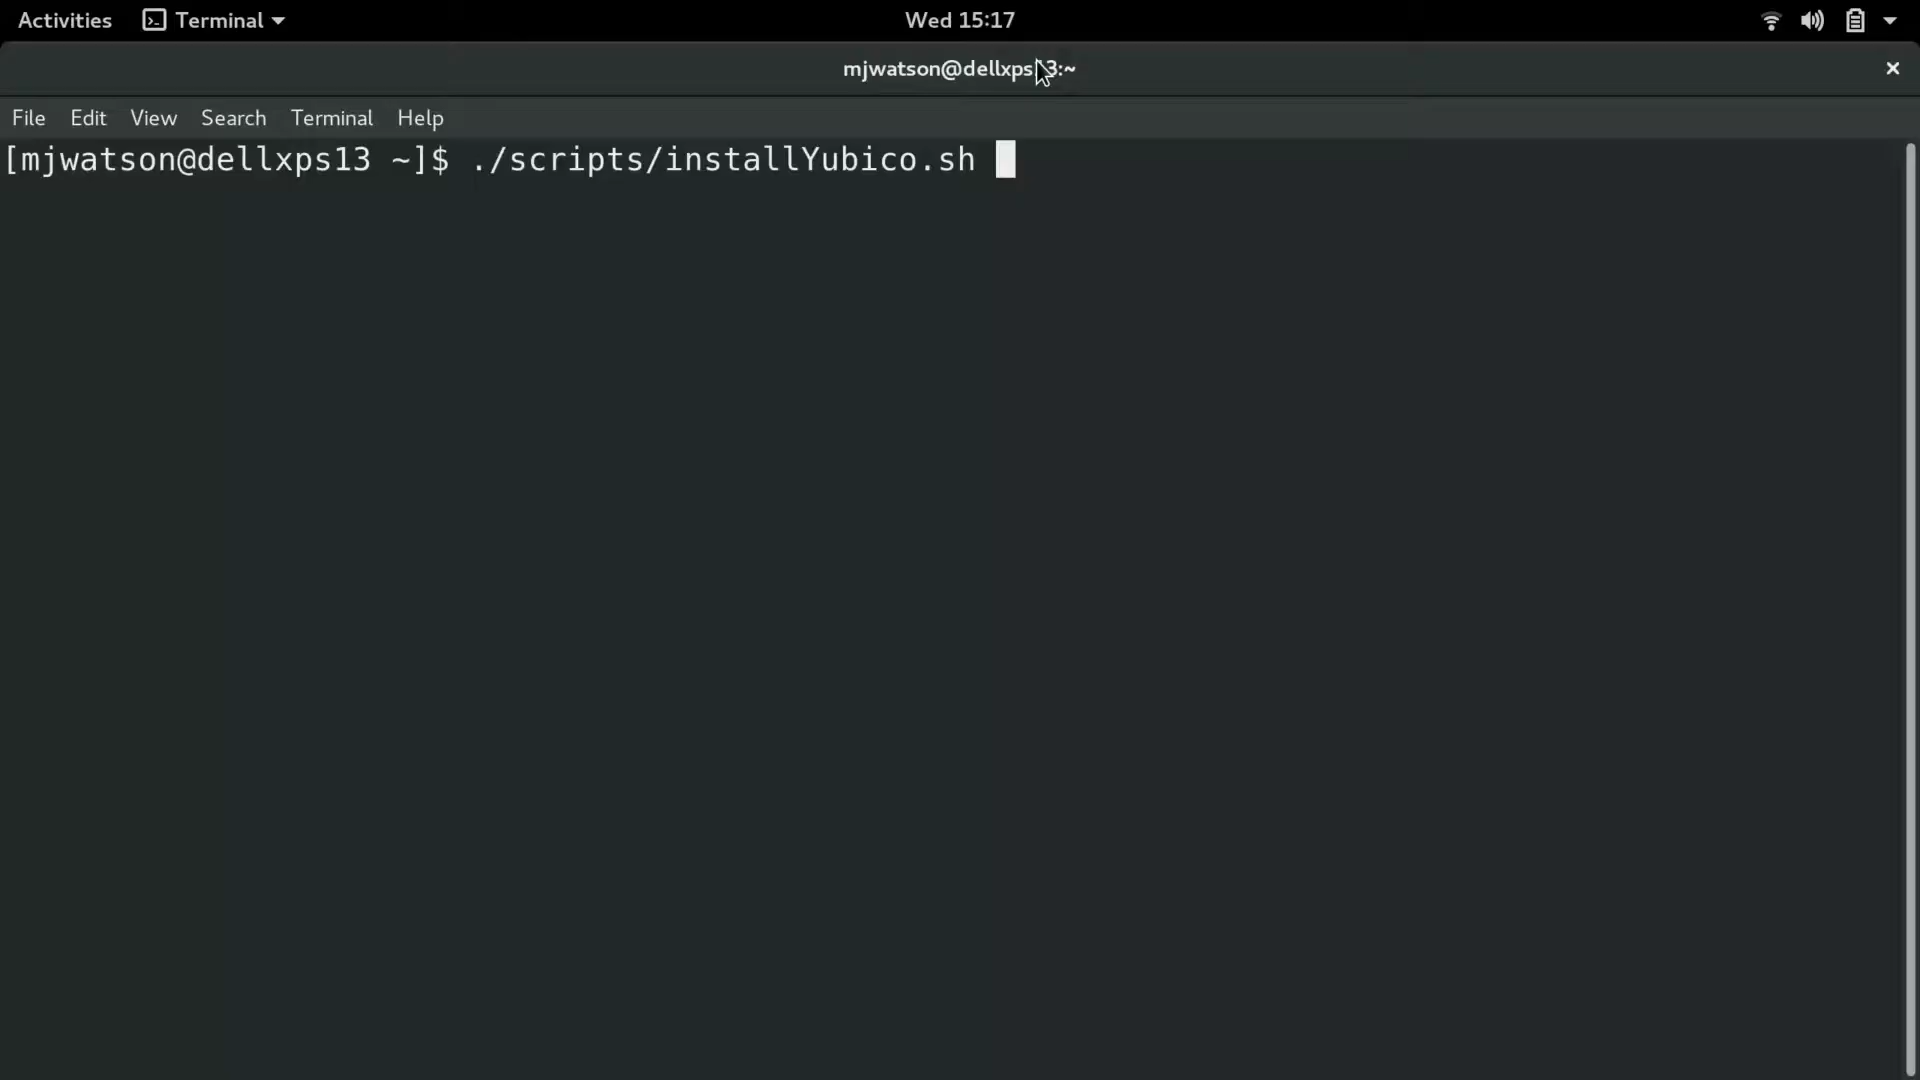 Activities Terminal Wed 15:17
mjwatson@dellxps13:~
File Edit View Search Terminal Help
[mjwatson@dellxps13 ~]$ ./scripts/installYubico.sh